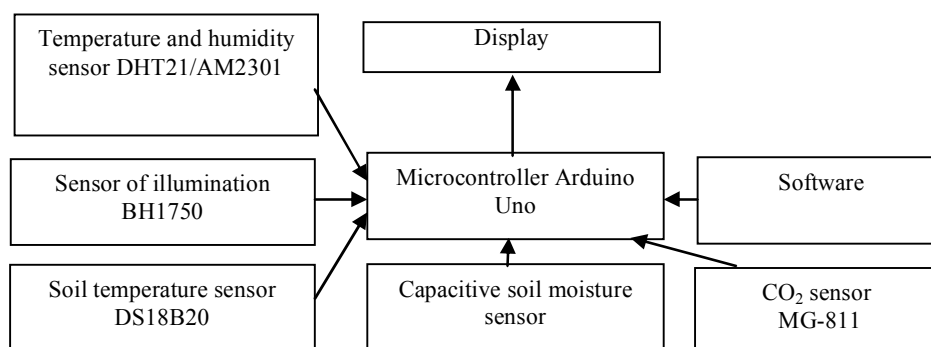 Temperature and humidity
sensor DHT21/AM2301
Display
Sensor of illumination
BH1750
Microcontroller Arduino
Uno
Software
Soil temperature sensor
DS18B20
Capacitive soil moisture
sensor
CO₂ sensor
MG-811